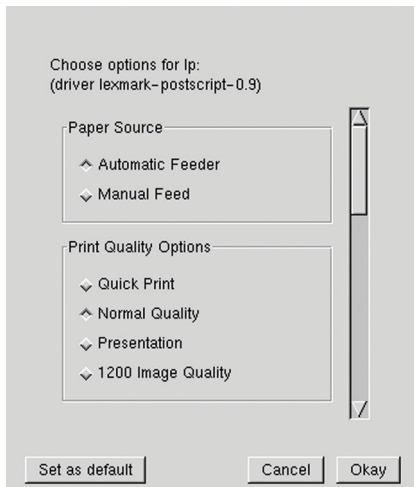 Choose options for lp:
(driver lexmark-postscript-0.9)
Paper Source
Automatic Feeder
Manual Feed
Print Quality Options
Quick Print
Normal Quality
Presentation
1200 Image Quality
Set as default
Cancel
Okay